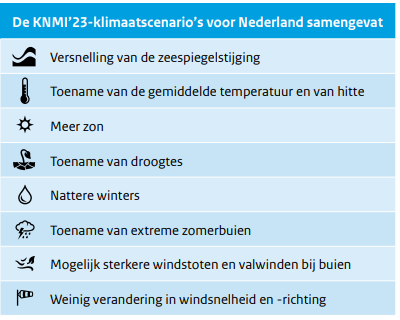 De KNMI’23-klimaatscenario’s voor Nederland samengevat
Versnelling van de zeespiegelstijging
Toename van de gemiddelde temperatuur en van hitte
Meer zon
Toename van droogtes
Nattere winters
Toename van extreme zomerbuien
Mogelijk sterkere windstoten en valwinden bij buien
Weinig verandering in windsnelheid en -richting